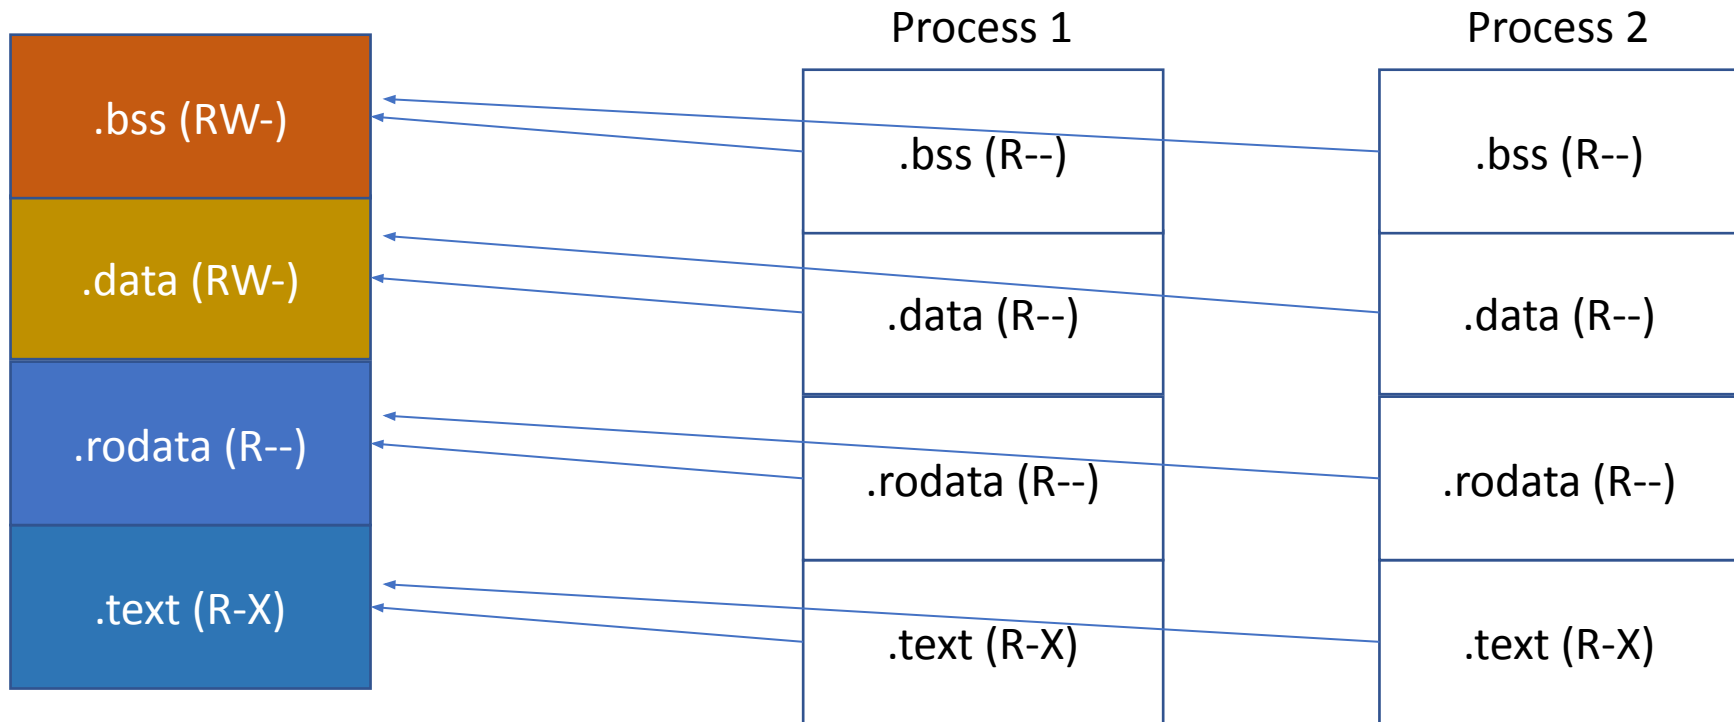 Process 1
Process 2
.bss (RW-)
.bss (R--)
.bss (R--)
.data (RW-)
.data (R--)
.data (R--)
.rodata (R--)
.rodata (R--)
.rodata (R--)
.text (R-X)
.text (R-X)
.text (R-X)